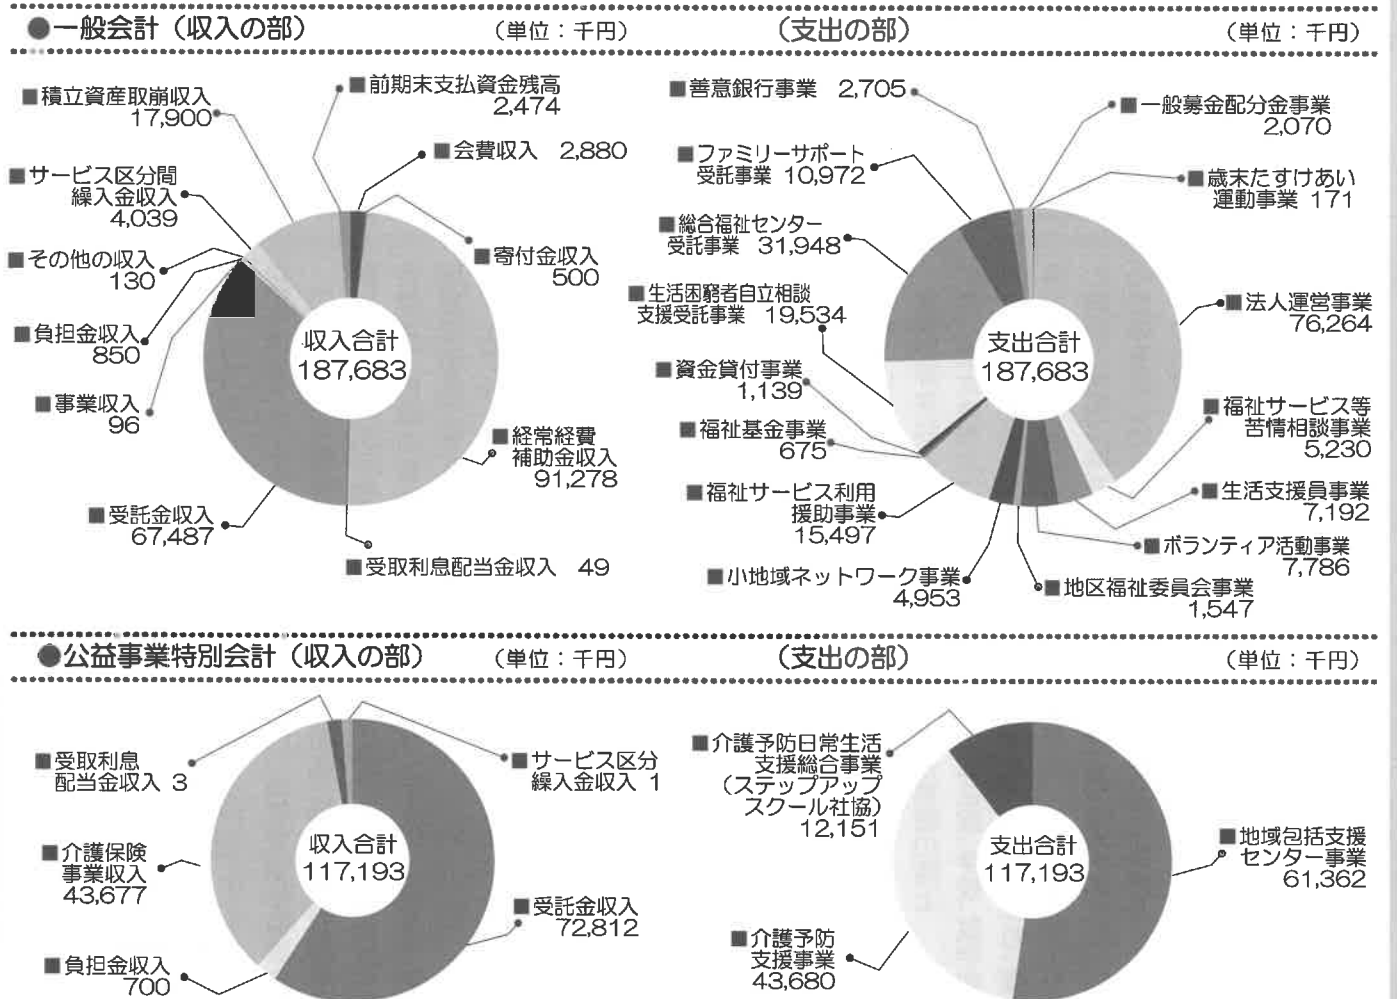 ●一般会計（収入の部）
（単位：千円）
（支出の部）
（単位：千円）
■積立資産取崩収入
17,900
■前期末支払資金残高
2,474
■会費収入 2,880
■サービス区分間
繰入金収入
4,039
■寄付金収入
500
■その他の収入
130
■負担金収入
850
■事業収入
96
収入合計
187,683
■経常経費
補助金収入
91,278
■受託金収入
67,487
■受取利息配当金収入 49
■善意銀行事業 2,705
■一般募金配分金事業
2,070
■ファミリーサポート
受託事業 10,972
■歳末たすけあい
運動事業 171
■総合福祉センター
受託事業 31,948
■生活困窮者自立相談
支援受託事業 19,534
■法人運営事業
76,264
支出合計
187,683
■資金貸付事業
1,139
■福祉サービス等
苦情相談事業
5,230
■福祉基金事業
675
■生活支援員事業
7,192
■福祉サービス利用
援助事業
15,497
■ボランティア活動事業
7,786
■小地域ネットワーク事業
4,953
■地区福祉委員会事業
1,547
●公益事業特別会計（収入の部）
（単位：千円）
（支出の部）
（単位：千円）
■受取利息
配当金収入 3
■サービス区分
繰入金収入 1
■介護保険
事業収入
43,677
収入合計
117,193
■受託金収入
72,812
■負担金収入
700
■介護予防日常生活
支援総合事業
（ステップアップ
スクール社協）
12,151
支出合計
117,193
■地域包括支援
センター事業
61,362
■介護予防
支援事業
43,680